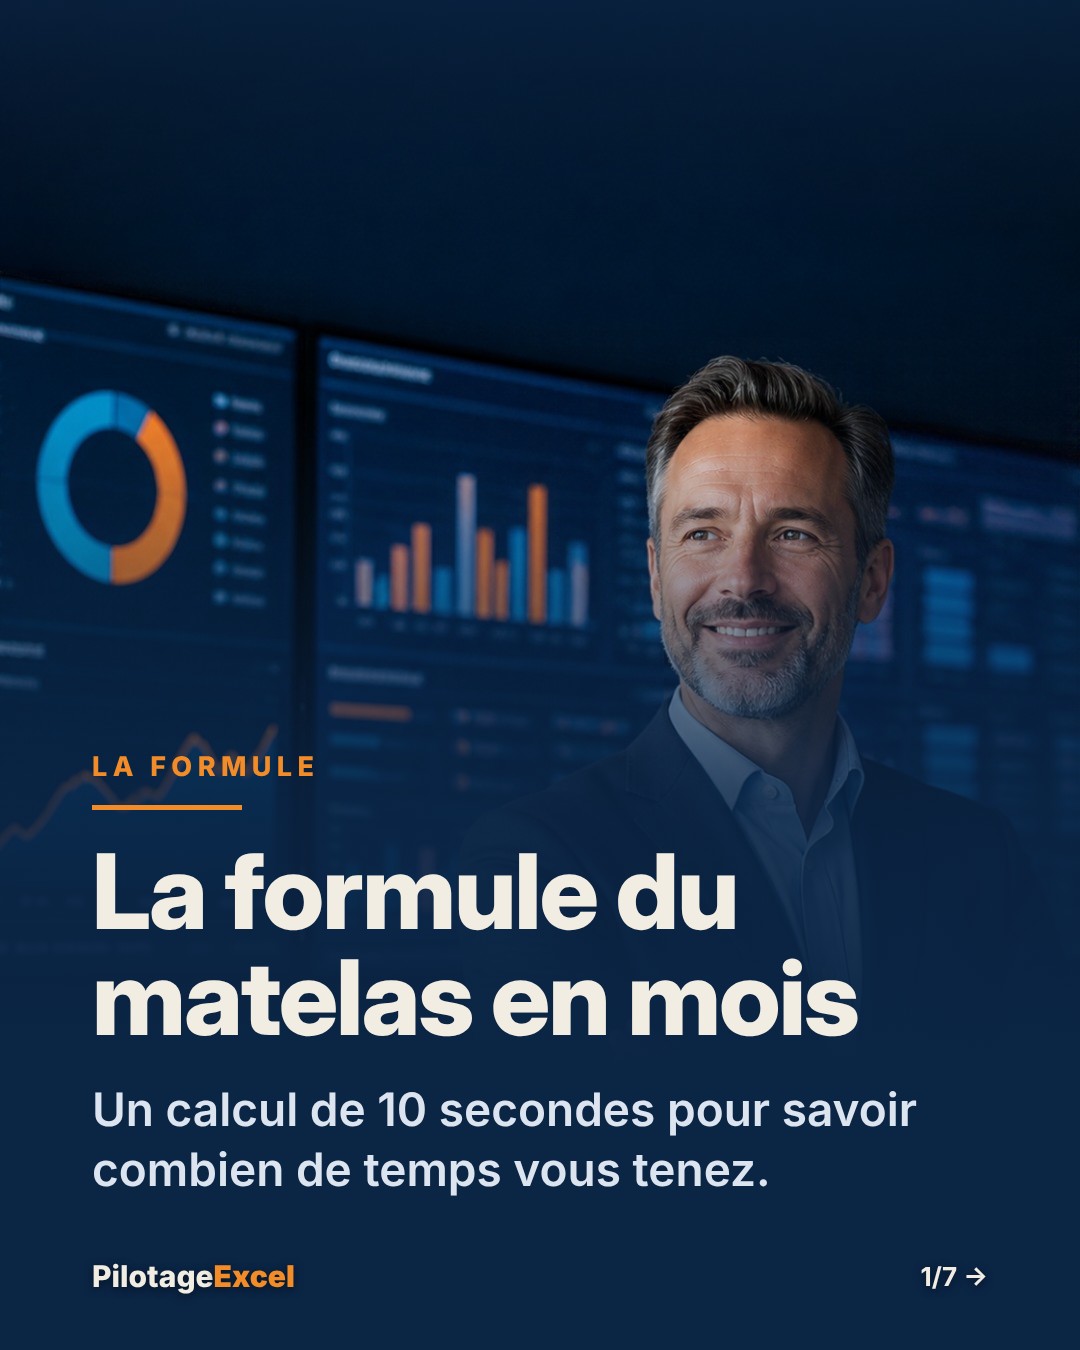 LA FORMULE
La formule du
matelas en mois
Un calcul de 10 secondes pour savoir
combien de temps vous tenez.
PilotageExcel
1/7 →